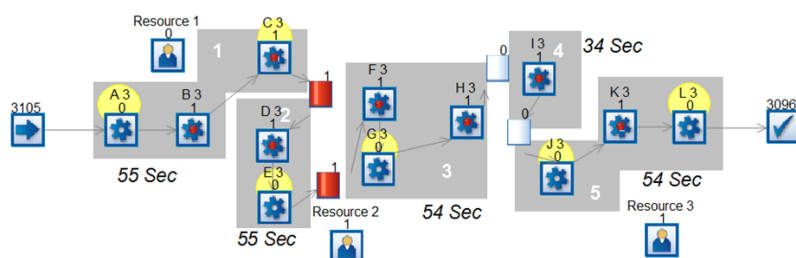 Resource 1
0
C 3
1
1
I 3
1
4
34 Sec
0
F 3
1
H 3
1
K 3
1
L 3
0
3105
A 3
0
B 3
1
1
D 3
1
2
G 3
0
3
0
J 3
0
5
3096
E 3
0
1
55 Sec
55 Sec
54 Sec
54 Sec
Resource 2
1
Resource 3
1